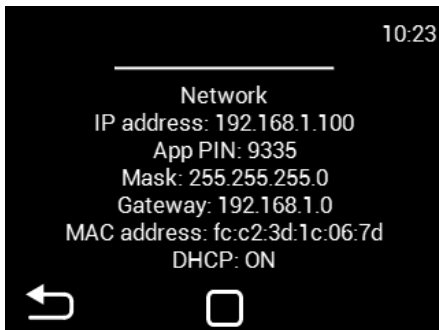 10:23
Network
IP address: 192.168.1.100
App PIN: 9335
Mask: 255.255.255.0
Gateway: 192.168.1.0
MAC address: fc:c2:3d:1c:06:7d
DHCP: ON